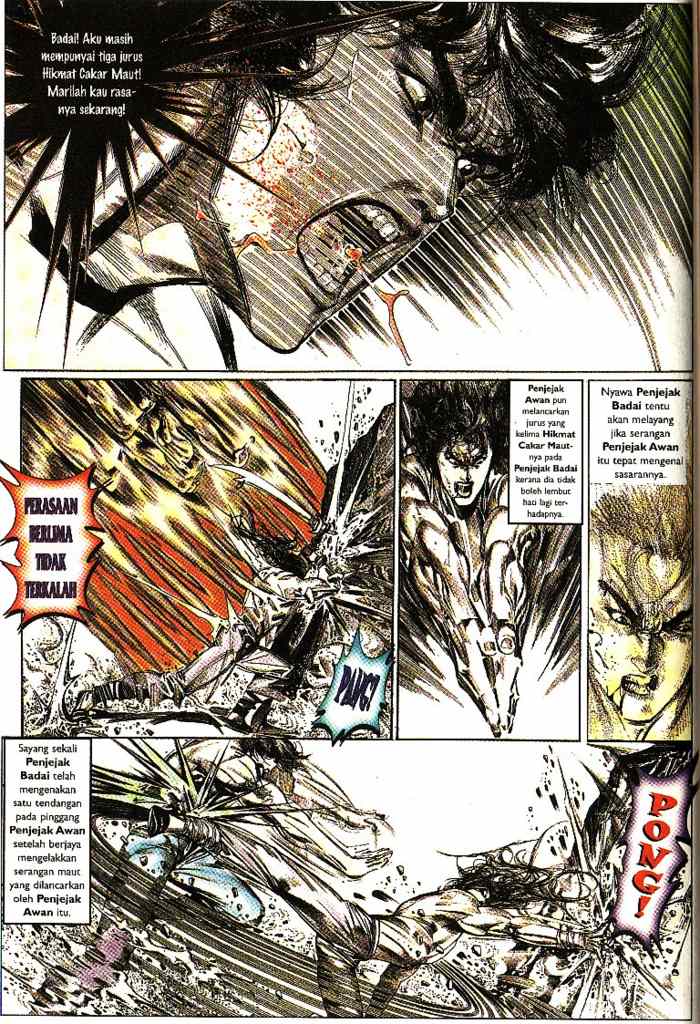 Badai! Aku masih
mempunyai tiga jurus
Hikmat Cakar Maut!
Marilah kau rasa-
nya sekarang!
PERASAAN
BERLIMA
TIDAK
TERKALAH
PANG!
Penjejak
Awan pun
melancarkan
jurus yang
kelima Hikmat
Cakar Maut-
nya pada
Penjejak Badai
kerana dia tidak
boleh lembut
hati lagi ter-
hadapnya.
Nyawa Penjejak
Badai tentu
akan melayang
jika serangan
Penjejak Awan
itu tepat mengenai
sasarannya.
Sayang sekali
Penjejak
Badai telah
mengenakan
satu tendangan
pada pinggang
Penjejak Awan
setelah berjaya
mengelakkan
serangan maut
yang dilancarkan
oleh Penjejak
Awan itu.
PONG!